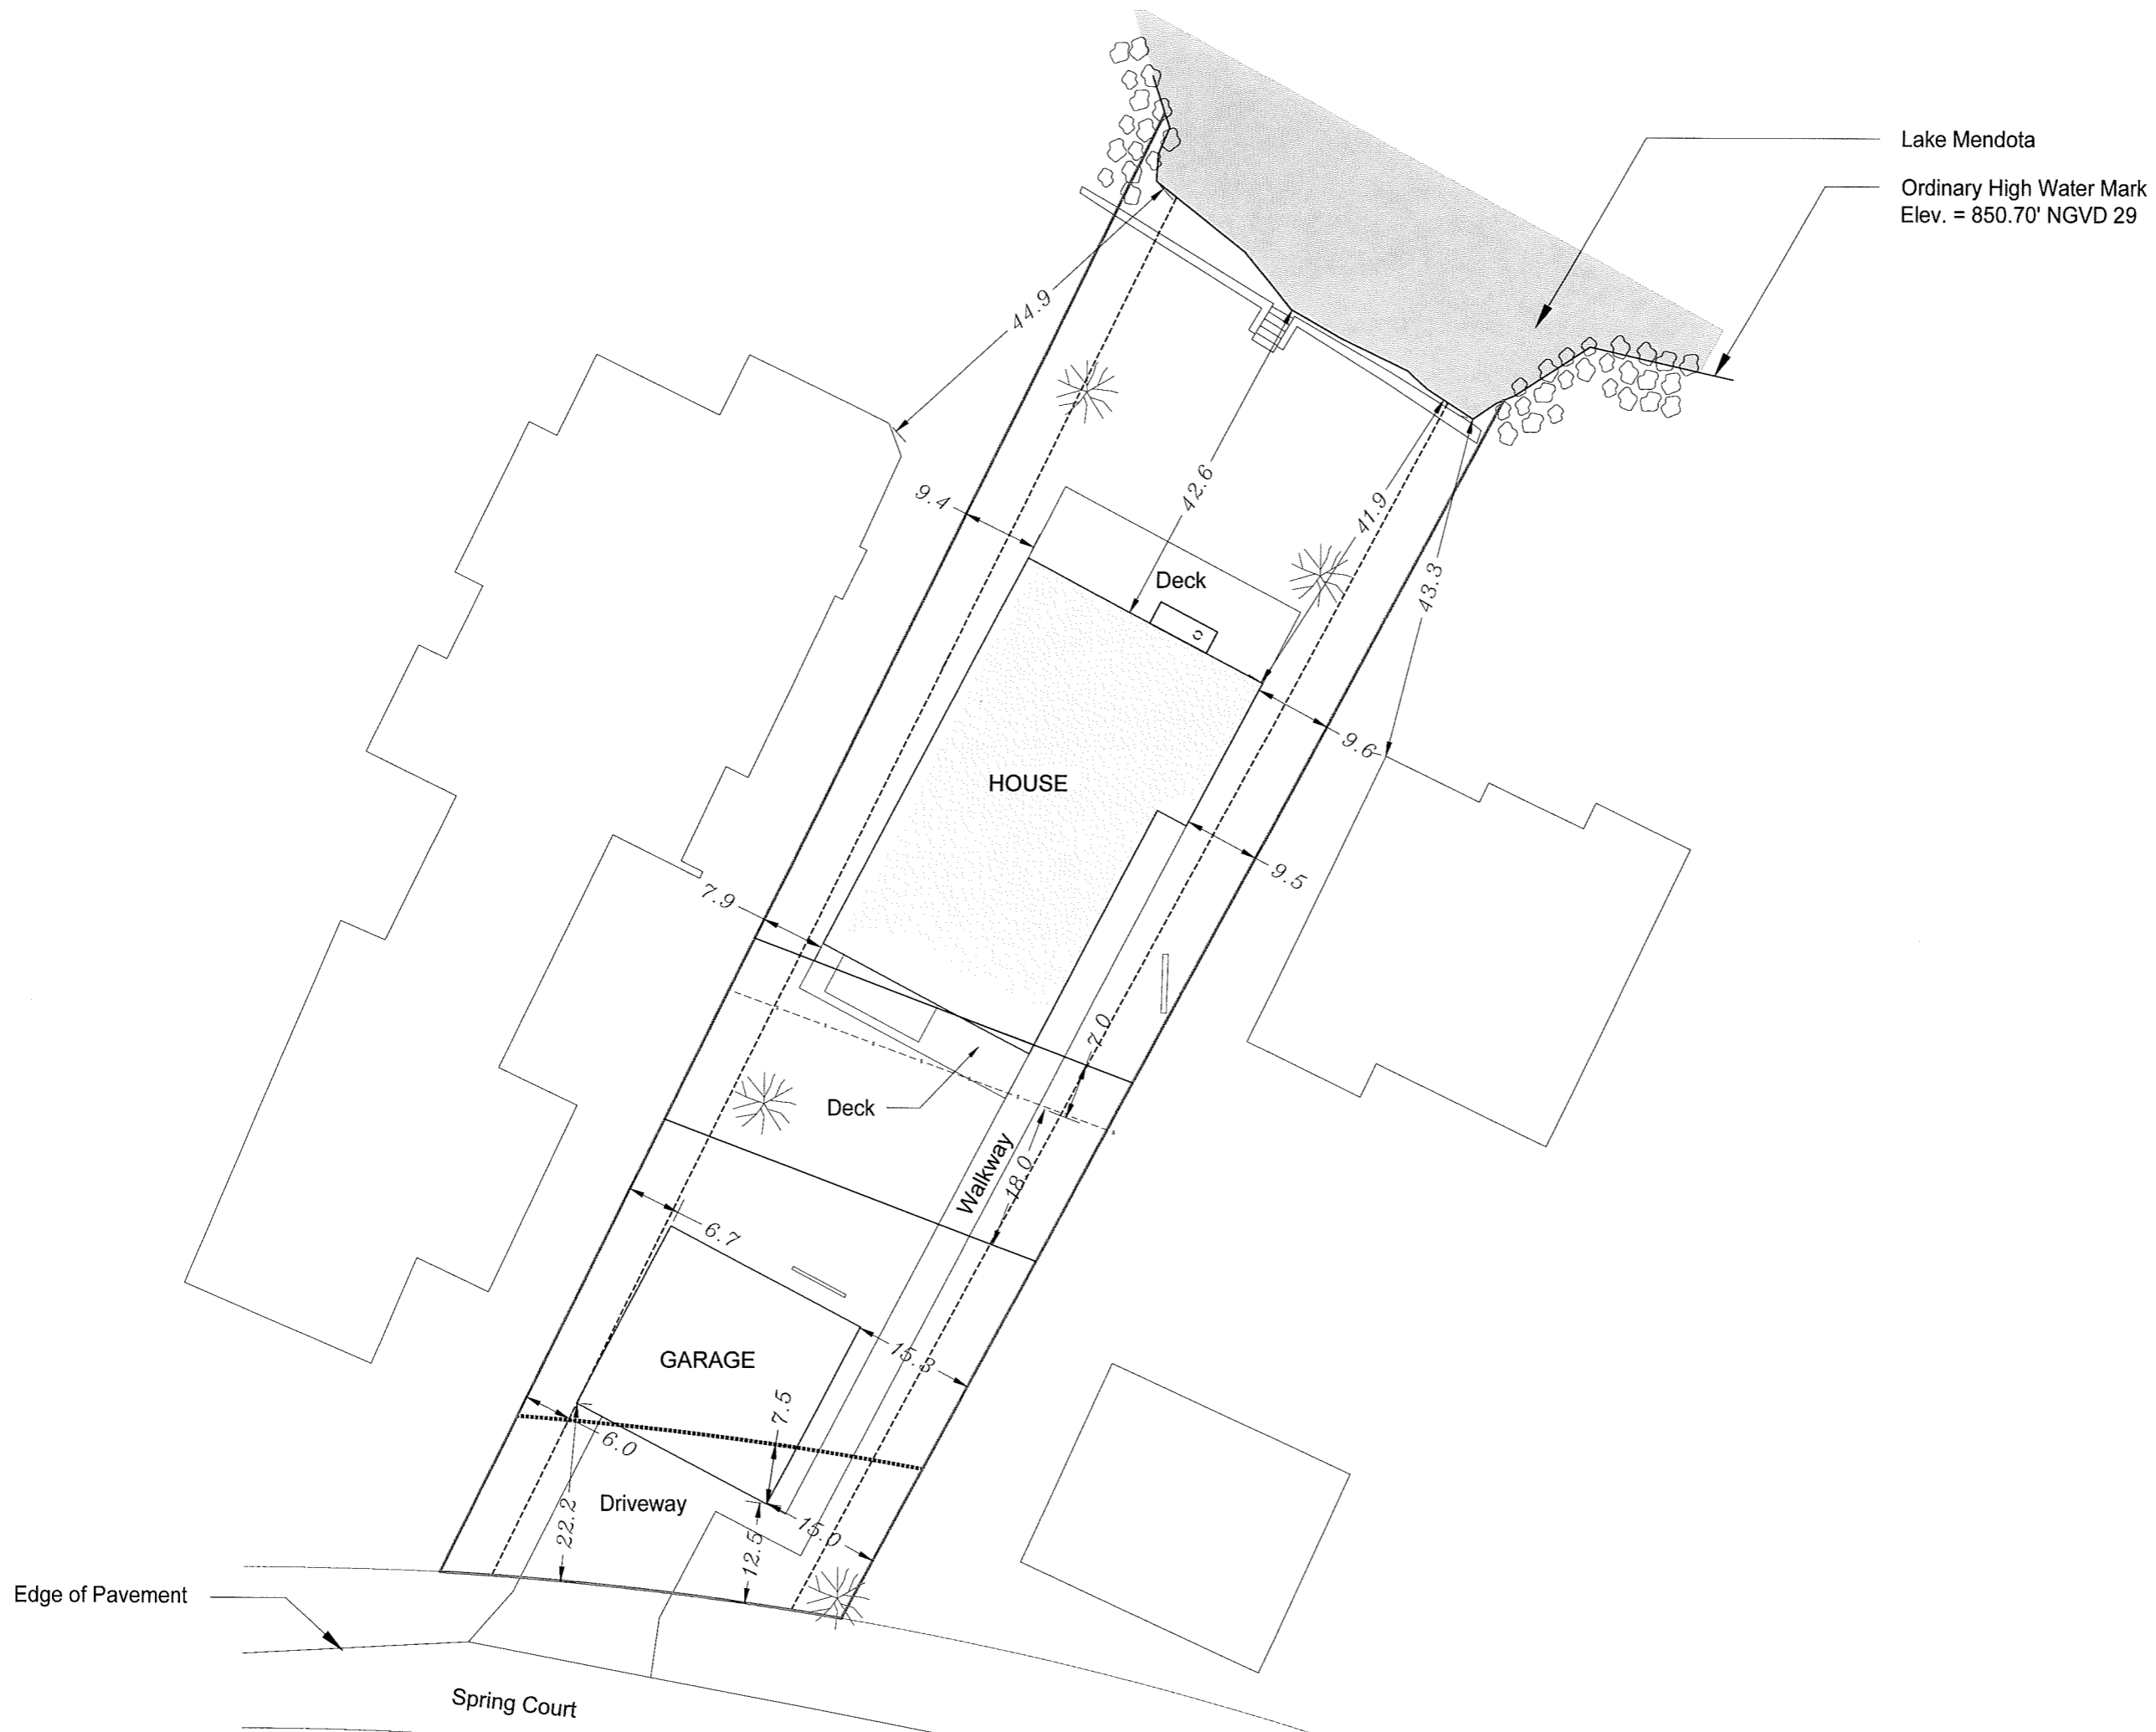 Lake Mendota
Ordinary High Water Mark
Elev. = 850.70' NGVD 29
44.9
42.6
41.9
9.4
Deck
43.3
9.6
HOUSE
9.5
7.9
7.0
Deck
Walkway
18.0
6.7
15.3
GARAGE
7.5
6.0
Driveway
22.2
12.5
15.0
Edge of Pavement
Spring Court